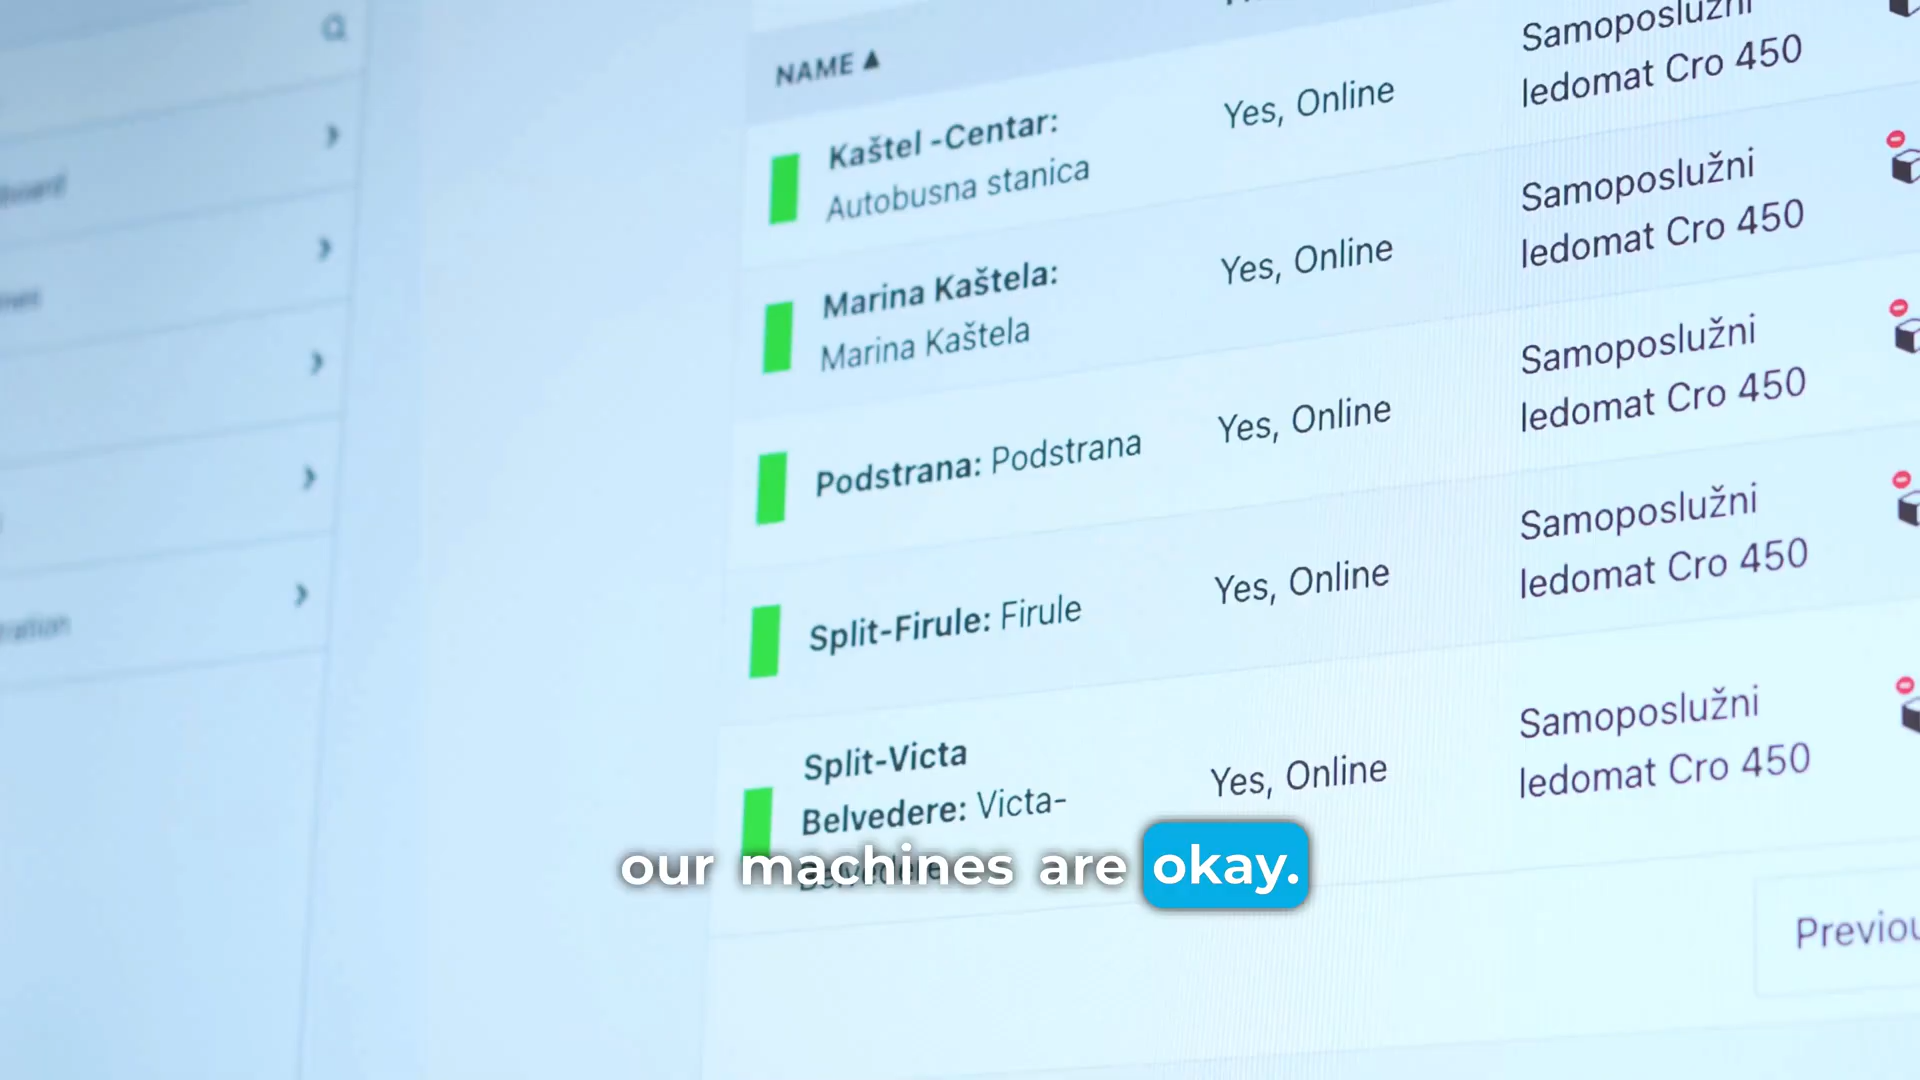 NAME ▲
Samoposlužni
ledomat Cro 450
Kaštel -Centar:
Autobusna stanica
Yes, Online
Samoposlužni
ledomat Cro 450
Marina Kaštela:
Marina Kaštela
Yes, Online
Samoposlužni
ledomat Cro 450
Podstrana: Podstrana
Yes, Online
Samoposlužni
ledomat Cro 450
Split-Firule: Firule
Yes, Online
Samoposlužni
ledomat Cro 450
Split-Victa
Belvedere: Victa-
Belvedere
Yes, Online
our machines are okay.